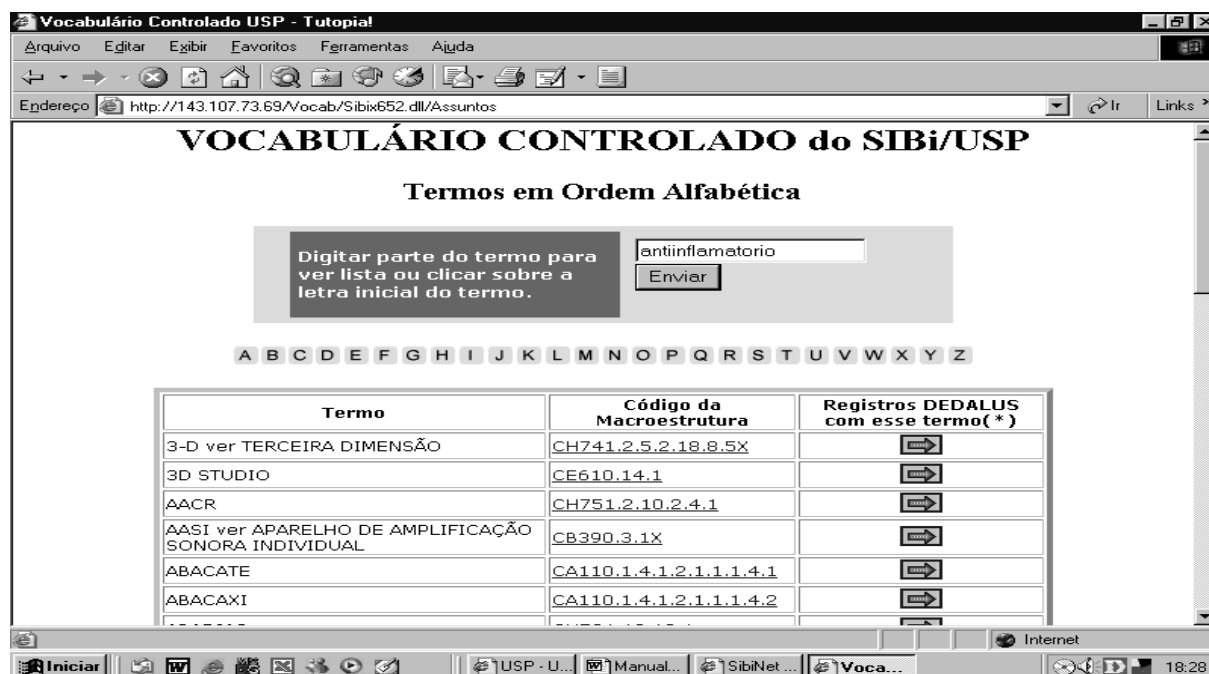 Vocabulário Controlado USP - Tutopia!
Arquivo Editar Exibir Favoritos Ferramentas Ajuda
Endereço http://143.107.73.69/Vocab/Sibix652.dll/Assuntos Ir Links »
VOCABULÁRIO CONTROLADO do SIBi/USP
Termos em Ordem Alfabética
Digitar parte do termo para
ver lista ou clicar sobre a
letra inicial do termo.
antiinflamatorio
Enviar
A B C D E F G H I J K L M N O P Q R S T U V W X Y Z
Termo Código da Macroestrutura Registros DEDALUS com esse termo(*)
3-D ver TERCEIRA DIMENSÃO CH741.2.5.2.18.8.5X
3D STUDIO CE610.14.1
AACR CH751.2.10.2.4.1
AASI ver APARELHO DE AMPLIFICAÇÃO
SONORA INDIVIDUAL CB390.3.1X
ABACATE CA110.1.4.1.2.1.1.1.4.1
ABACAXI CA110.1.4.1.2.1.1.1.4.2
Internet
Iniciar USP - U... Manual... SibiNet ... Voca... 18:28